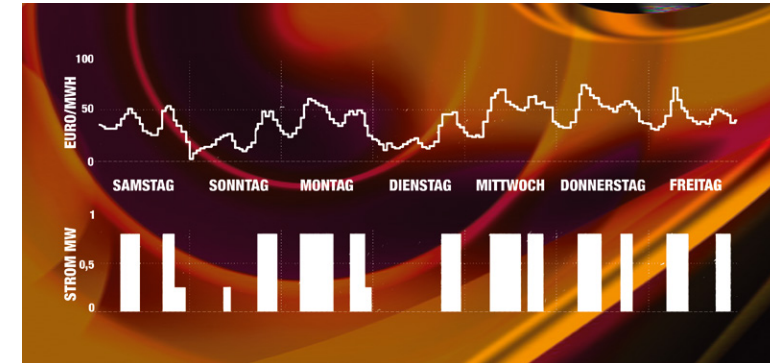 100
EURO/MWH
50
0
SAMSTAG SONNTAG MONTAG DIENSTAG MITTWOCH DONNERSTAG FREITAG
1
STROM MW
0,5
0